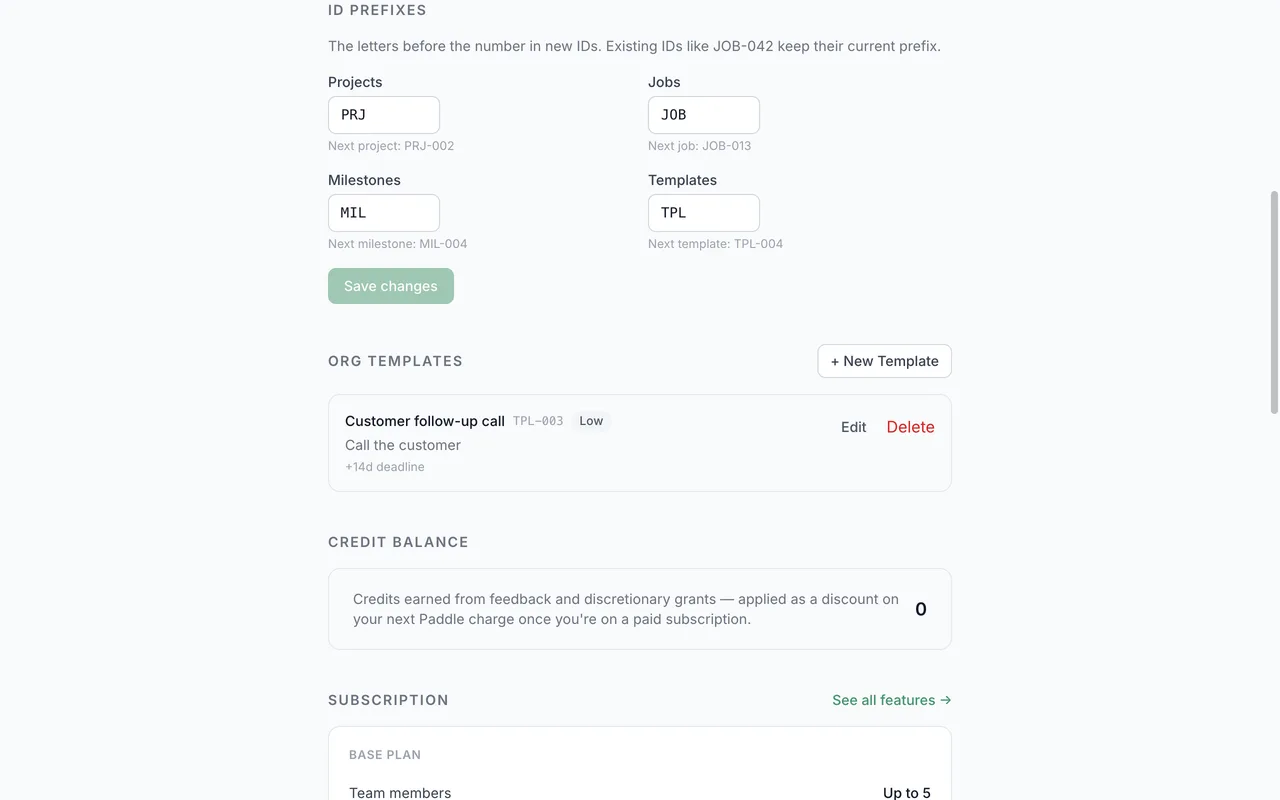 ID PREFIXES
The letters before the number in new IDs. Existing IDs like JOB-042 keep their current prefix.
Projects
Jobs
PRJ
JOB
Next project: PRJ-002
Next job: JOB-013
Milestones
Templates
MIL
TPL
Next milestone: MIL-004
Next template: TPL-004
Save changes
ORG TEMPLATES
+ New Template
Customer follow-up call TPL-003 Low
Edit Delete
Call the customer
+14d deadline
CREDIT BALANCE
Credits earned from feedback and discretionary grants — applied as a discount on
your next Paddle charge once you're on a paid subscription.
0
SUBSCRIPTION
See all features →
BASE PLAN
Team members
Up to 5